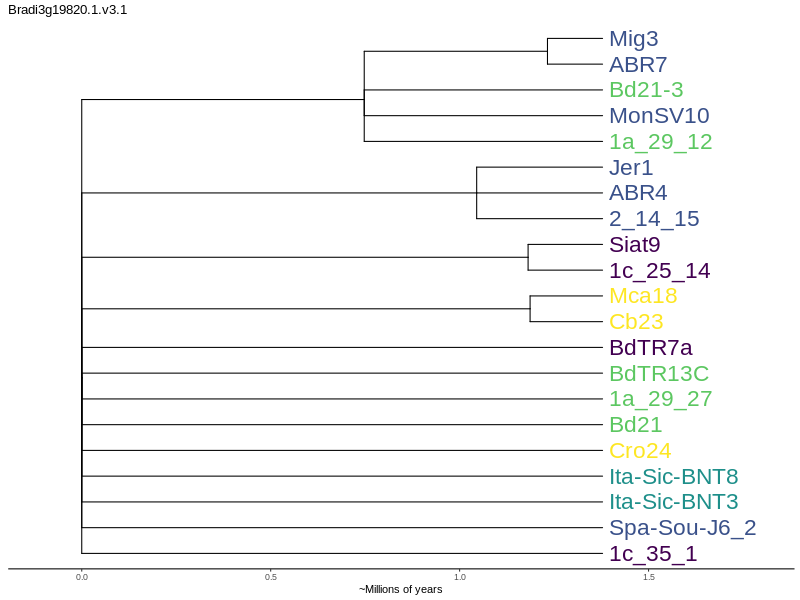 Bradi3g19820.1.v3.1
Mig3
ABR7
Bd21-3
MonSV10
1a_29_12
Jer1
ABR4
2_14_15
Siat9
1c_25_14
Mca18
Cb23
BdTR7a
BdTR13C
1a_29_27
Bd21
Cro24
Ita-Sic-BNT8
Ita-Sic-BNT3
Spa-Sou-J6_2
1c_35_1
0.0 0.5 1.0 1.5
~Millions of years